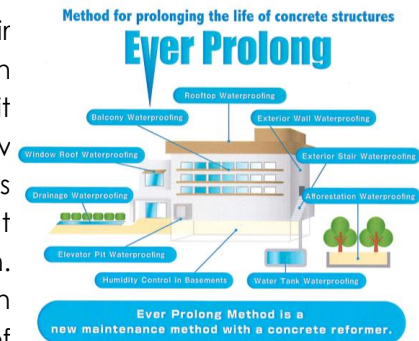 Method for prolonging the life of concrete structures
Ever Prolong
Rooftop Waterproofing
Balcony Waterproofing
Exterior Wall Waterproofing
Window Roof Waterproofing
Exterior Stair Waterproofing
Drainage Waterproofing
Afforestation Waterproofing
Elevator Pit Waterproofing
Humidity Control in Basements
Water Tank Waterproofing
Ever Prolong Method is a
new maintenance method with a concrete reformer.